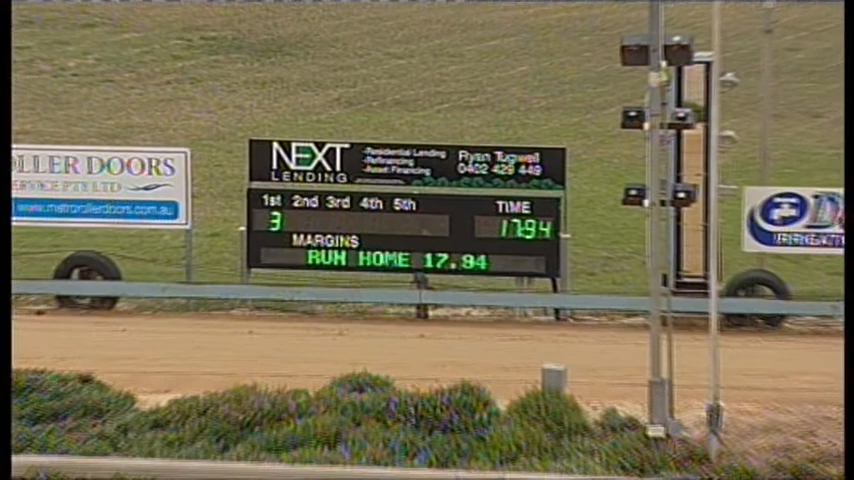 OLLER DOORS
SERVICE PTY LTD
www.metrorollerdoors.com.au
NEXT
LENDING
-Residential Lending
-Refinancing
-Asset Financing
Ryan Tugwell
0402 429 449
1st 2nd 3rd 4th 5th
TIME
3
17.94
MARGINS
RUN HOME 17.94